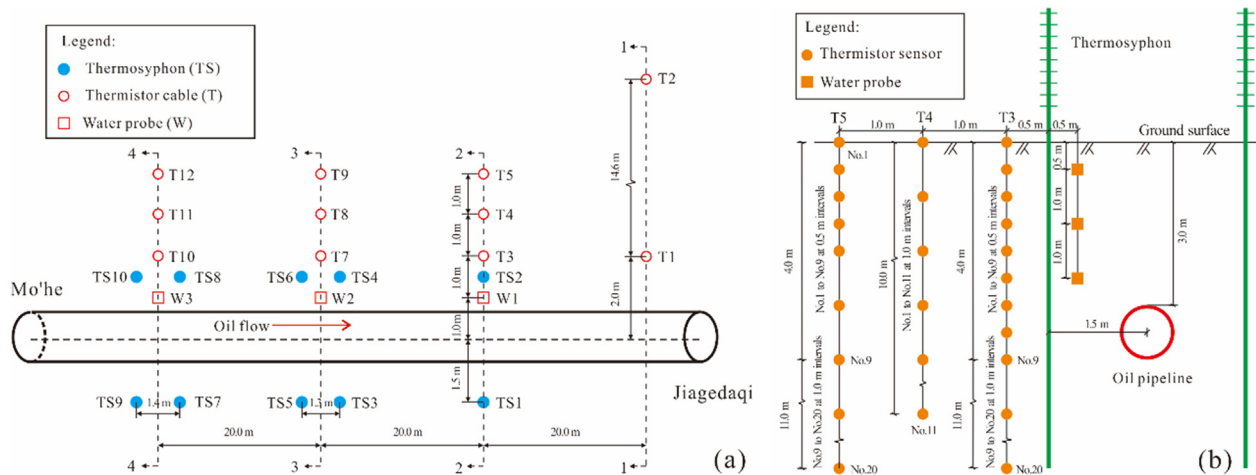 Legend:
Thermosyphon (TS)
Thermistor cable (T)
Water probe (W)
1
T2
14.6 m
4
3
2
T12
T9
T5
1.0 m
T11
T8
T4
1.0 m
T10
T7
T3
T1
TS10
TS8
TS6
TS4
TS2
1.0 m
2.0 m
Mo'he
W3
W2
W1
Oil flow
1.0 m
1.5 m
Jiagedaqi
TS9
1.4 m
TS7
TS5
TS3
TS1
20.0 m
20.0 m
20.0 m
4
3
2
1
(a)
Legend:
Thermistor sensor
Water probe
Thermosyphon
T5
T4
T3
1.0 m
1.0 m
0.5 m
0.5 m
Ground surface
No.1
0.5 m
1.0 m
1.0 m
3.0 m
4.0 m
No.1 to No.9 at 0.5 m intervals
10.0 m
No.1 to No.11 at 1.0 m intervals
4.0 m
No.1 to No.9 at 0.5 m intervals
1.5 m
No.9
No.9
Oil pipeline
11.0 m
No.9 to No.20 at 1.0 m intervals
No.11
11.0 m
No.9 to No.20 at 1.0 m intervals
No.20
No.20
(b)